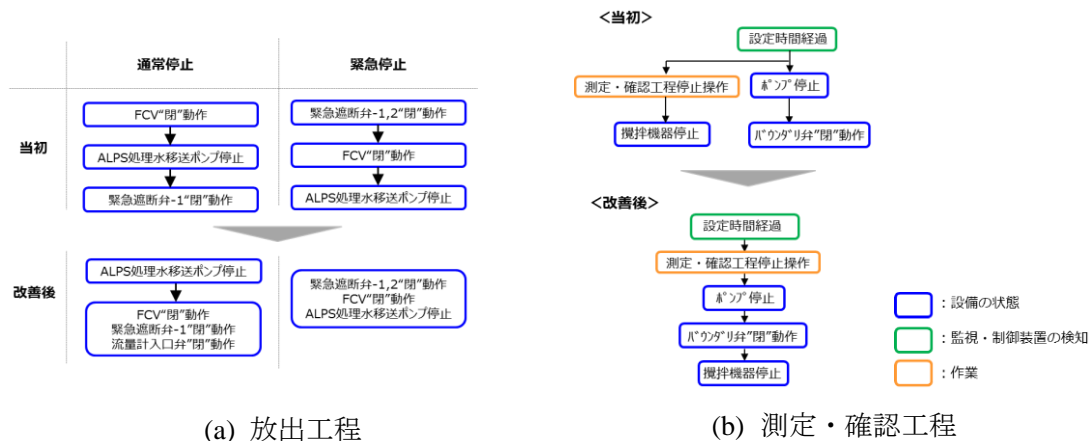 通常停止
緊急停止
当初
FCV“閉”動作
ALPS処理水移送ポンプ停止
緊急遮断弁-1“閉”動作
緊急遮断弁-1,2“閉”動作
FCV“閉”動作
ALPS処理水移送ポンプ停止
改善後
ALPS処理水移送ポンプ停止
FCV“閉”動作
緊急遮断弁-1“閉”動作
流量計入口弁“閉”動作
緊急遮断弁-1,2“閉”動作
FCV“閉”動作
ALPS処理水移送ポンプ停止
(a) 放出工程
<当初>
設定時間経過
測定・確認工程停止操作
ﾎﾟﾝﾌﾟ停止
攪拌機器停止
ﾊﾞｳﾝﾀﾞﾘ弁“閉”動作
<改善後>
設定時間経過
測定・確認工程停止操作
ﾎﾟﾝﾌﾟ停止
ﾊﾞｳﾝﾀﾞﾘ弁“閉”動作
攪拌機器停止
：設備の状態
：監視・制御装置の検知
：作業
(b) 測定・確認工程